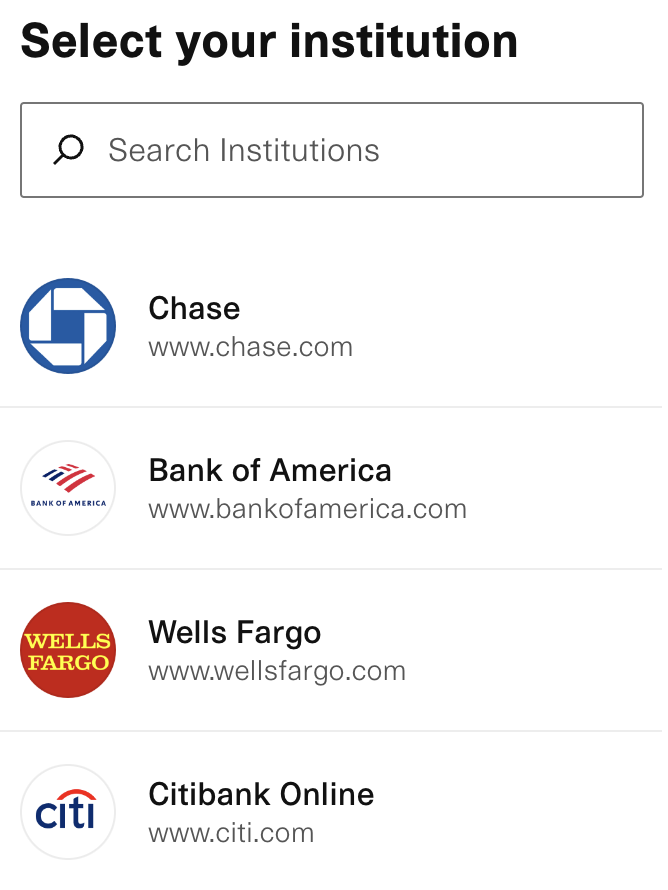 Select your institution
Search Institutions
Chase
www.chase.com
BANK OF AMERICA
Bank of America
www.bankofamerica.com
WELLS
FARGO
Wells Fargo
www.wellsfargo.com
citi
Citibank Online
www.citi.com